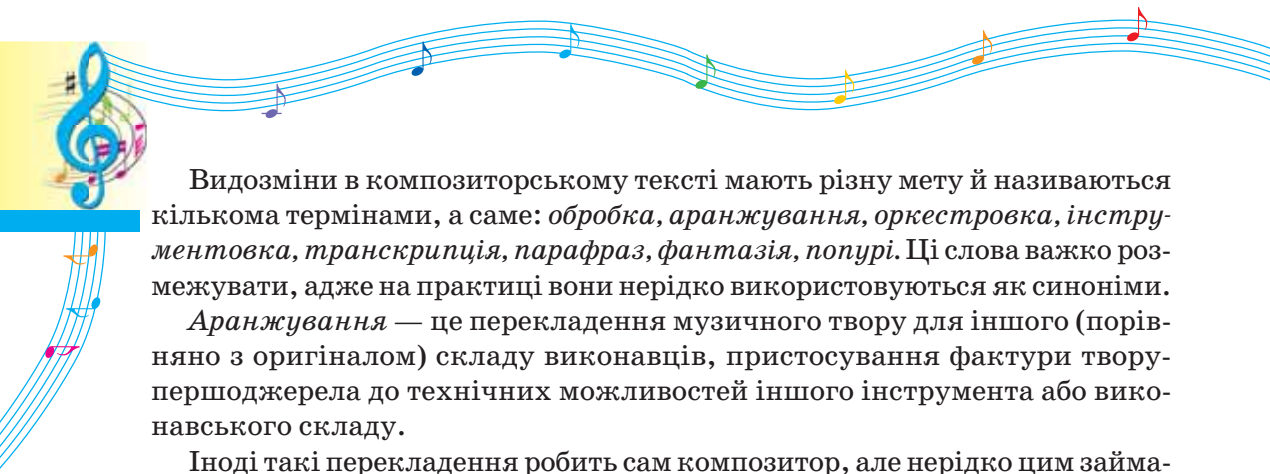 Видозміни в композиторському тексті мають різну мету й називаються
кількома термінами, а саме: обробка, аранжування, оркестровка, інстру-
ментовка, транскрипція, парафраз, фантазія, попурі. Ці слова важко роз-
межувати, адже на практиці вони нерідко використовуються як синоніми.
Аранжування — це перекладення музичного твору для іншого (порів-
няно з оригіналом) складу виконавців, пристосування фактури твору-
першоджерела до технічних можливостей іншого інструмента або вико-
навського складу.
Іноді такі перекладення робить сам композитор, але нерідко цим займа-